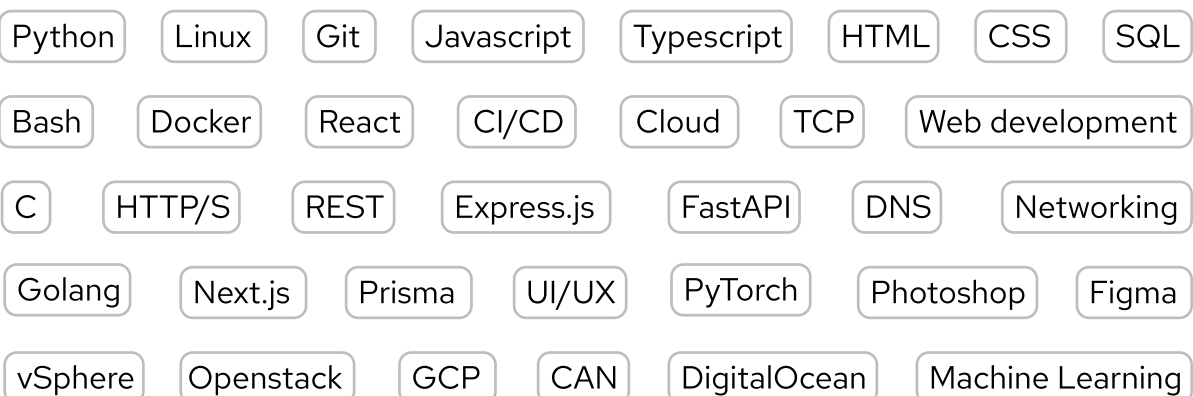 Python Linux Git Javascript Typescript HTML CSS SQL
Bash Docker React CI/CD Cloud TCP Web development
C HTTP/S REST Express.js FastAPI DNS Networking
Golang Next.js Prisma UI/UX PyTorch Photoshop Figma
vSphere Openstack GCP CAN DigitalOcean Machine Learning